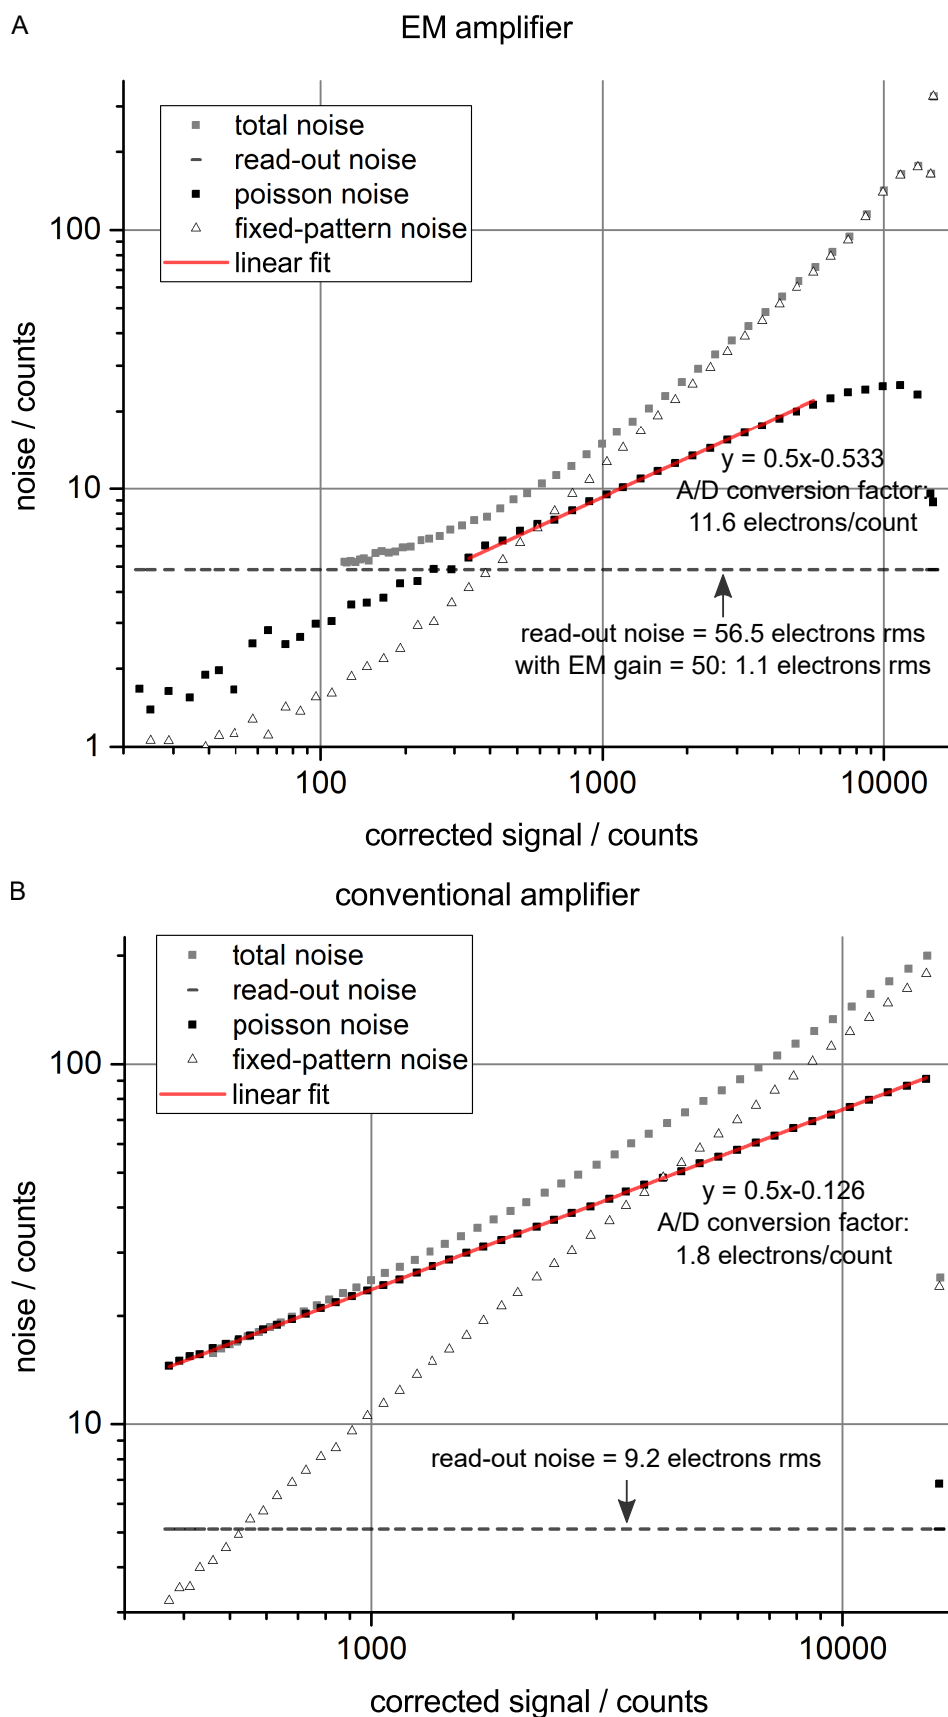 A
EM amplifier
total noise
read-out noise
poisson noise
fixed-pattern noise
linear fit
100
10
1
noise / counts
y = 0.5x-0.533
A/D conversion factor:
11.6 electrons/count
read-out noise = 56.5 electrons rms
with EM gain = 50: 1.1 electrons rms
100
1000
10000
corrected signal / counts
B
conventional amplifier
total noise
read-out noise
poisson noise
fixed-pattern noise
linear fit
100
10
noise / counts
y = 0.5x-0.126
A/D conversion factor:
1.8 electrons/count
read-out noise = 9.2 electrons rms
1000
10000
corrected signal / counts